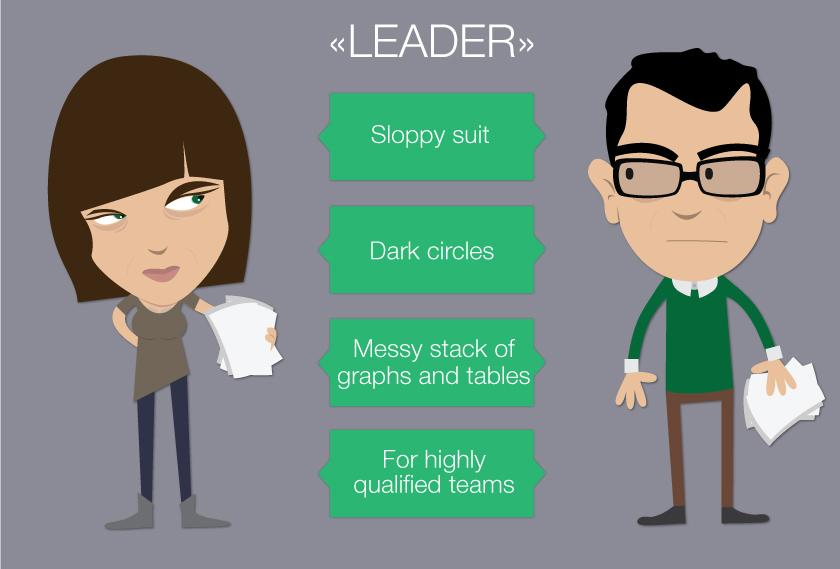 «LEADER»
Sloppy suit
Dark circles
Messy stack of
graphs and tables
For highly
qualified teams